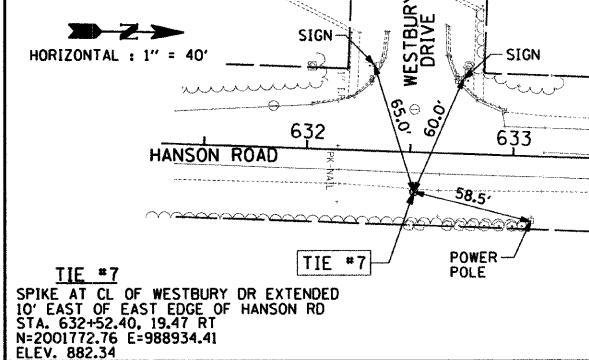 N
HORIZONTAL : 1" = 40'
SIGN
WESTBURY
DRIVE
SIGN
65.0'
60.0'
632
633
HANSON ROAD
PK-NAIL
58.5'
TIE #7
POWER
POLE
TIE #7
SPIKE AT CL OF WESTBURY DR EXTENDED
10' EAST OF EAST EDGE OF HANSON RD
STA. 632+52.40, 19.47 RT
N=2001772.76 E=988934.41
ELEV. 882.34